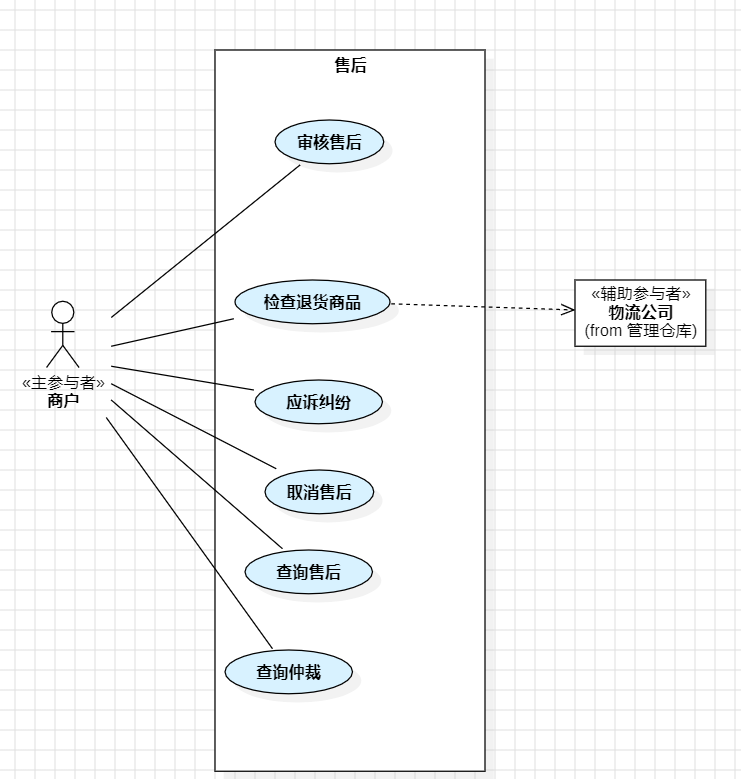 售后
审核售后
检查退货商品
«辅助参与者»
物流公司
(from 管理仓库)
«主参与者»
商户
应诉纠纷
取消售后
查询售后
查询仲裁